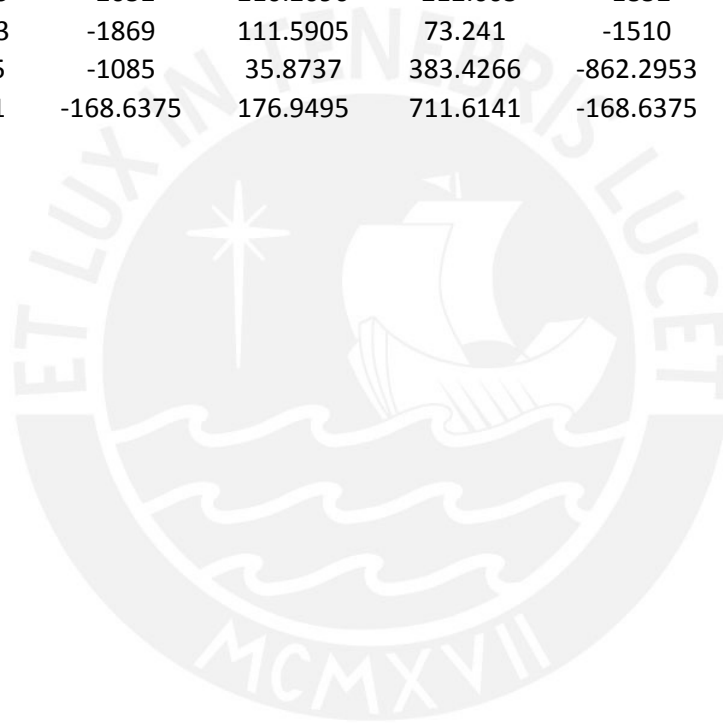 -1869 111.5905 73.241 -1510
-1085 35.8737 383.4266 -862.2953
-168.6375 176.9495 711.6141 -168.6375
ET LUX IN TENEBRIS LUCET
MCMXVII